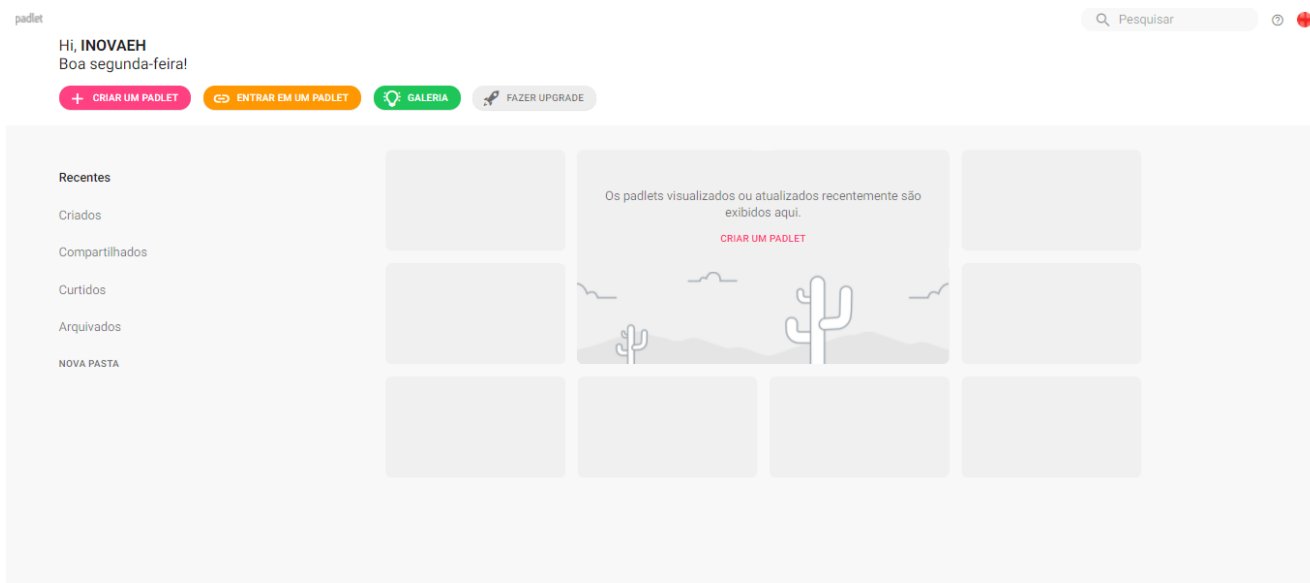 padlet
Pesquisar
Hi, INOVAEH
Boa segunda-feira!
CRIAR UM PADLET
ENTRAR EM UM PADLET
GALERIA
FAZER UPGRADE
Recentes
Criados
Compartilhados
Curtidos
Arquivados
NOVA PASTA
Os padlets visualizados ou atualizados recentemente são
exibidos aqui.
CRIAR UM PADLET